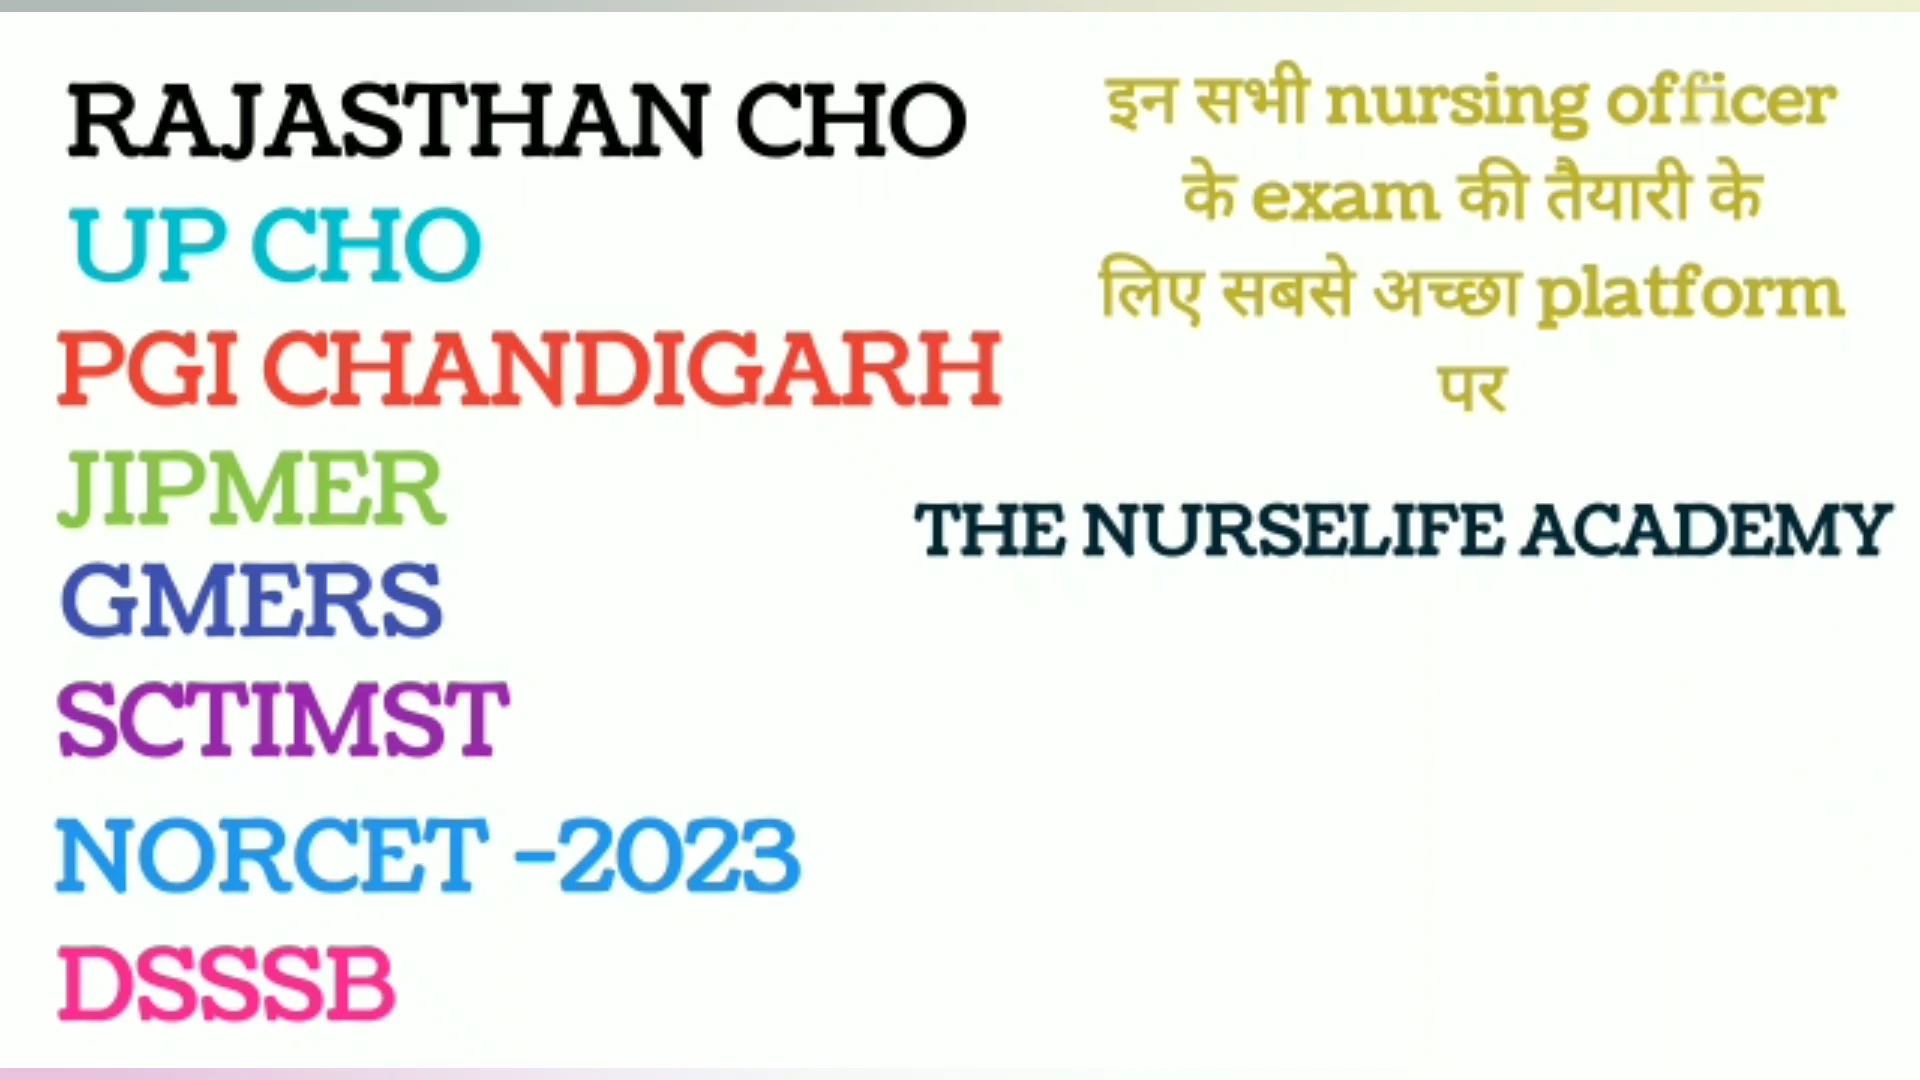 RAJASTHAN CHO
UP CHO
PGI CHANDIGARH
JIPMER
GMERS
SCTIMST
NORCET -2023
DSSSB
इन सभी nursing officer
के exam की तैयारी के
लिए सबसे अच्छा platform
पर
THE NURSELIFE ACADEMY